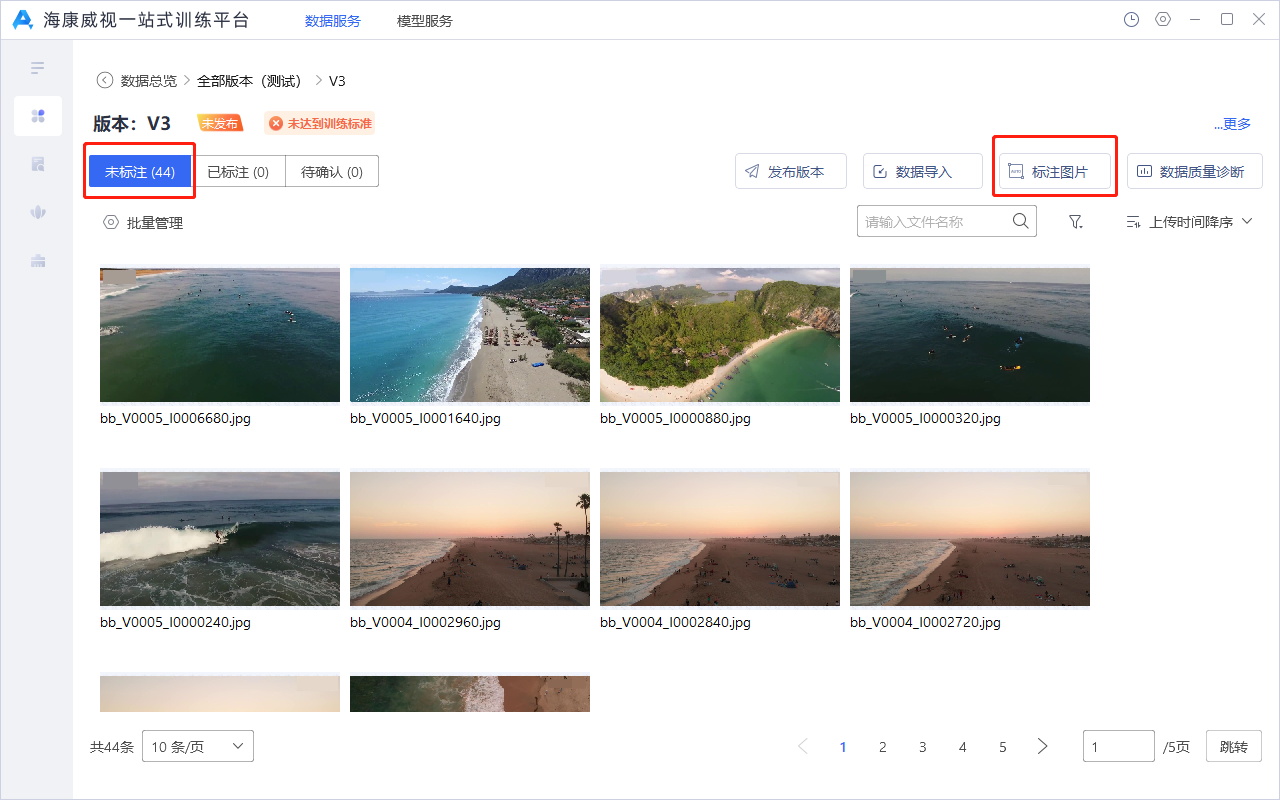 海康威视一站式训练平台 数据服务 模型服务
数据总览 > 全部版本（测试） > V3
版本：V3 未发布 未达到训练标准 ...更多
未标注 (44) 已标注 (0) 待确认 (0) 发布版本 数据导入 AUTO 标注图片 数据质量诊断
批量管理 请输入文件名称 上传时间降序
bb_V0005_I0006680.jpg bb_V0005_I0001640.jpg bb_V0005_I0000880.jpg bb_V0005_I0000320.jpg
bb_V0005_I0000240.jpg bb_V0004_I0002960.jpg bb_V0004_I0002840.jpg bb_V0004_I0002720.jpg
共44条 10 条/页 1 2 3 4 5 1 /5页 跳转